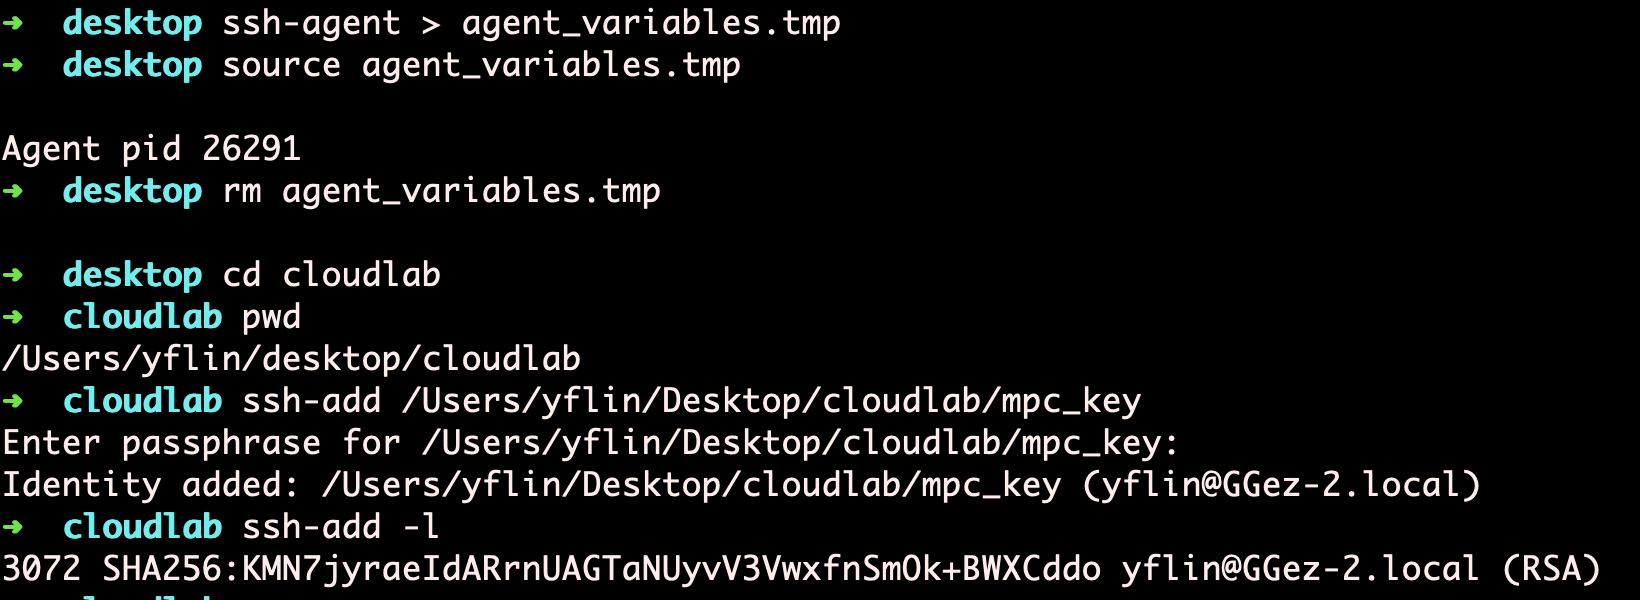 ➜ desktop ssh-agent > agent_variables.tmp
➜ desktop source agent_variables.tmp
Agent pid 26291
➜ desktop rm agent_variables.tmp
➜ desktop cd cloudlab
➜ cloudlab pwd
/Users/yflin/desktop/cloudlab
➜ cloudlab ssh-add /Users/yflin/Desktop/cloudlab/mpc_key
Enter passphrase for /Users/yflin/Desktop/cloudlab/mpc_key:
Identity added: /Users/yflin/Desktop/cloudlab/mpc_key (yflin@GGez-2.local)
➜ cloudlab ssh-add -l
3072 SHA256:KMN7jyraeIdARrnUAGTaNUyvV3VwxfnSmOk+BWXCddo yflin@GGez-2.local (RSA)